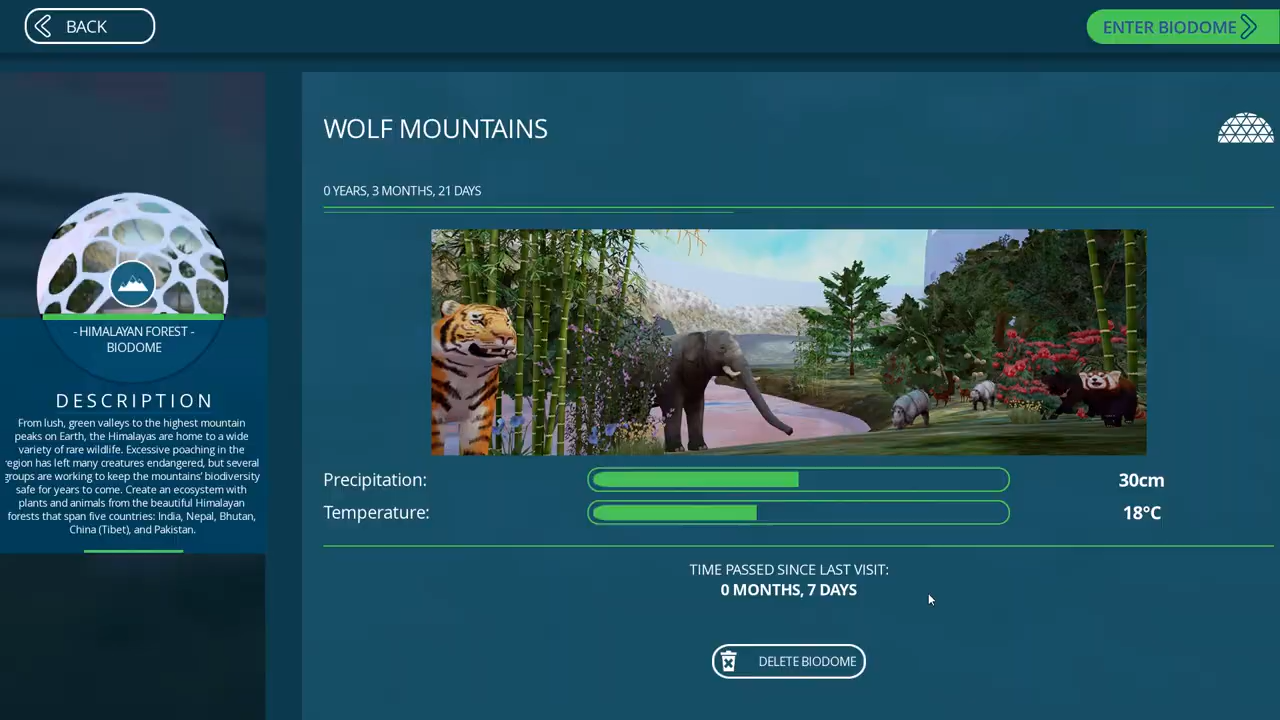 BACK
ENTER BIODOME
WOLF MOUNTAINS
0 YEARS, 3 MONTHS, 21 DAYS
- HIMALAYAN FOREST -
BIODOME
DESCRIPTION
From lush, green valleys to the highest mountain
peaks on Earth, the Himalayas are home to a wide
variety of rare wildlife. Excessive poaching in the
region has left many creatures endangered, but several
groups are working to keep the mountains' biodiversity
safe for years to come. Create an ecosystem with
plants and animals from the beautiful Himalayan
forests that span five countries: India, Nepal, Bhutan,
China (Tibet), and Pakistan.
Precipitation:
30cm
Temperature:
18°C
TIME PASSED SINCE LAST VISIT:
0 MONTHS, 7 DAYS
DELETE BIODOME